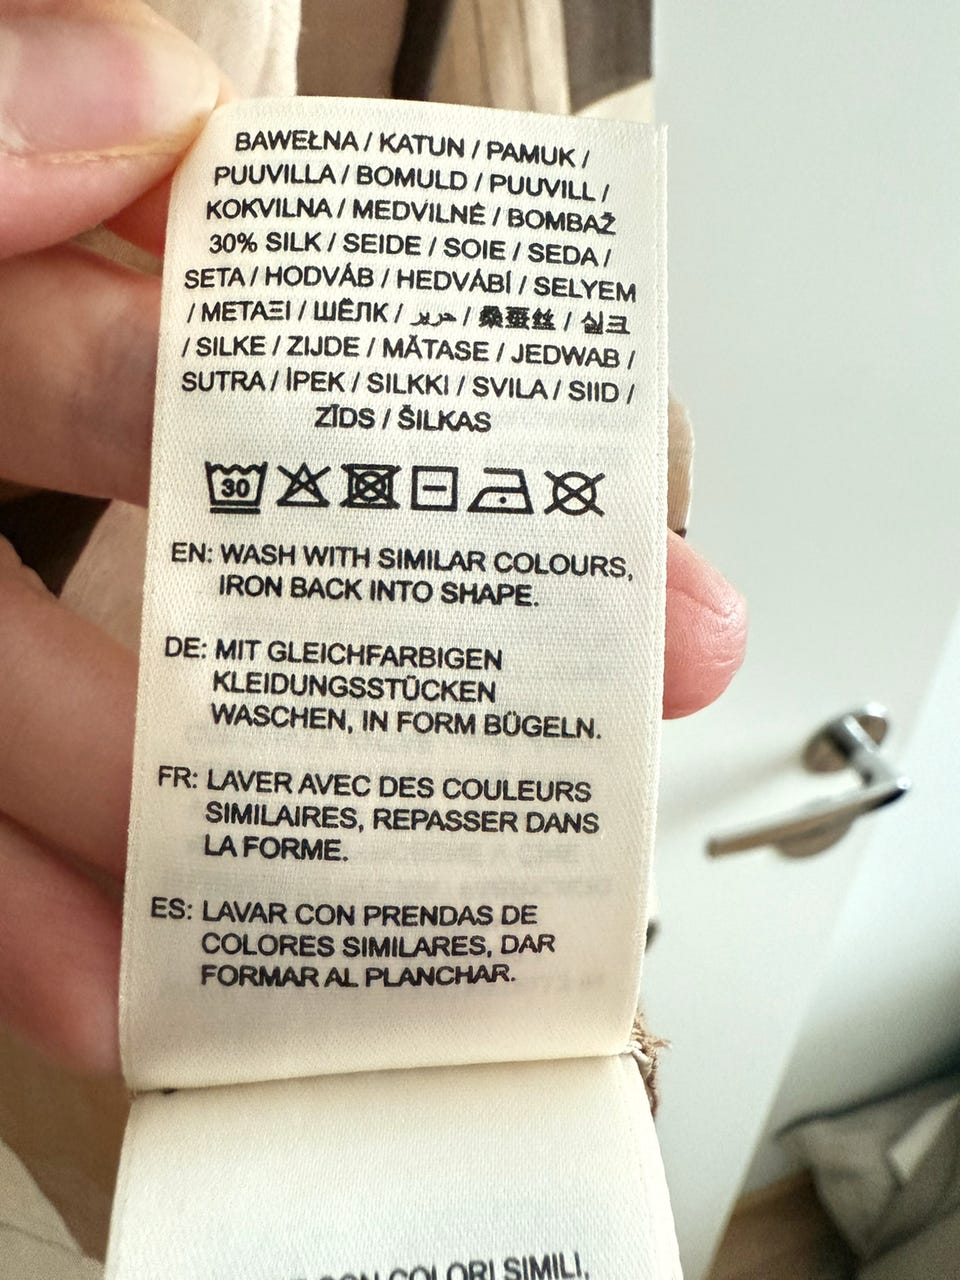 BAWEŁNA / KATUN / PAMUK /
PUUVILLA / BOMULD / PUUVILL /
KOKVILNA / MEDVILNĖ / BOMBAŽ
30% SILK / SEIDE / SOIE / SEDA /
SETA / HODVÁB / HEDVÁBÍ / SELYEM
/ ΜΕΤΑΞΙ / ШЁЛК / حرير / 桑蚕丝 / 실크
/ SILKE / ZIJDE / MĂTASE / JEDWAB /
SUTRA / İPEK / SILKKI / SVILA / SIID /
ZĪDS / ŠILKAS
30
EN: WASH WITH SIMILAR COLOURS,
IRON BACK INTO SHAPE.
DE: MIT GLEICHFARBIGEN
KLEIDUNGSSTÜCKEN
WASCHEN, IN FORM BÜGELN.
FR: LAVER AVEC DES COULEURS
SIMILAIRES, REPASSER DANS
LA FORME.
ES: LAVAR CON PRENDAS DE
COLORES SIMILARES, DAR
FORMAR AL PLANCHAR.
CON COLORI SIMILI,